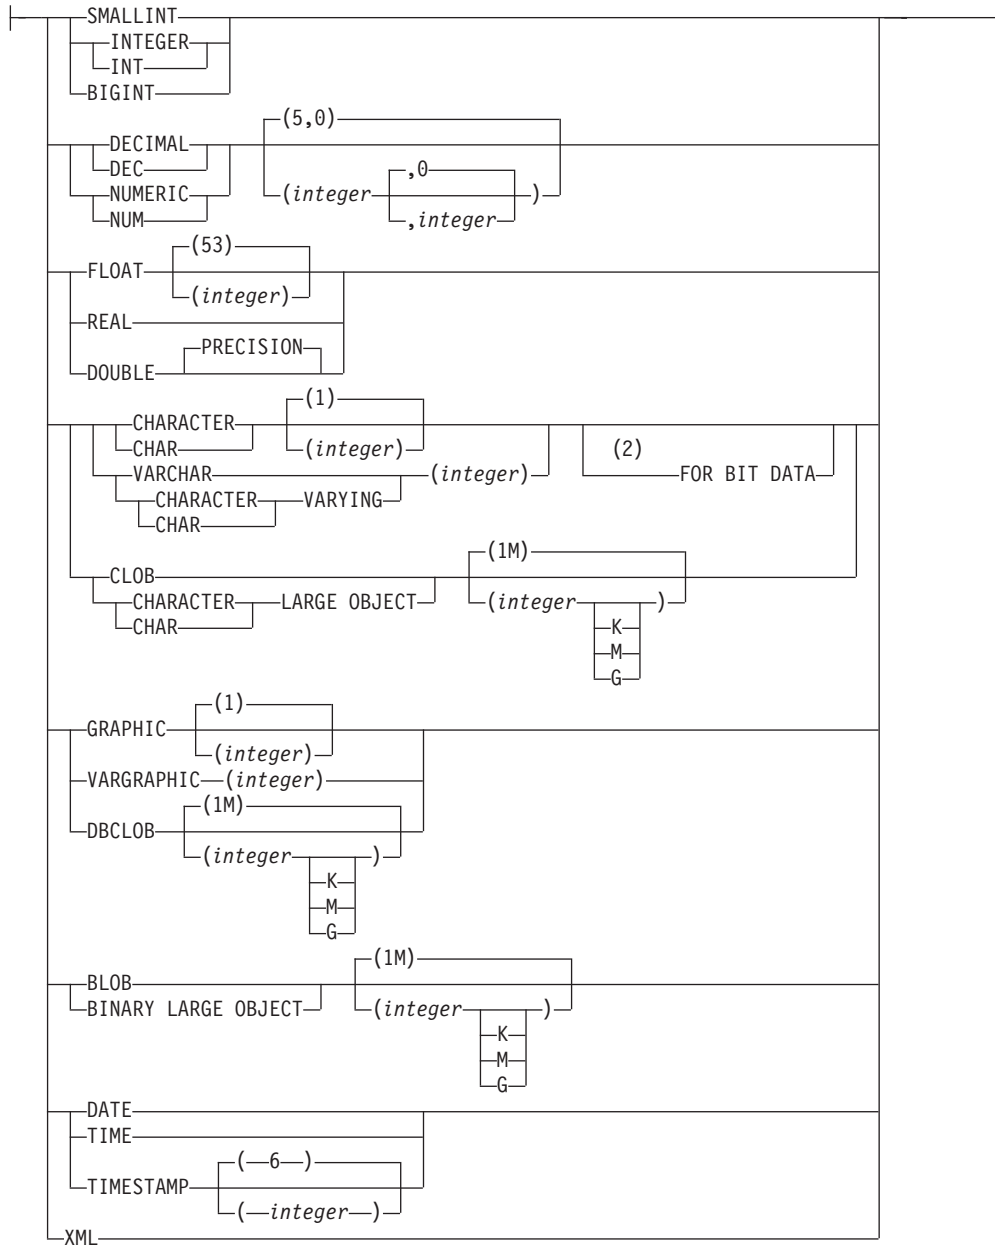 SMALLINT
INTEGER
INT
BIGINT
(5,0)
DECIMAL
DEC
,0
NUMERIC
(integer )
NUM
,integer
(53)
FLOAT
(integer)
REAL
PRECISION
DOUBLE
(1)
CHARACTER
CHAR
(integer)
(2)
VARCHAR
(integer)
FOR BIT DATA
CHARACTER
VARYING
CHAR
(1M)
CLOB
CHARACTER
LARGE OBJECT
(integer )
CHAR
K
M
G
(1)
GRAPHIC
(integer)
VARGRAPHIC
(integer)
(1M)
DBCLOB
(integer )
K
M
G
(1M)
BLOB
BINARY LARGE OBJECT
(integer )
K
M
G
DATE
TIME
( 6 )
TIMESTAMP
( integer )
XML